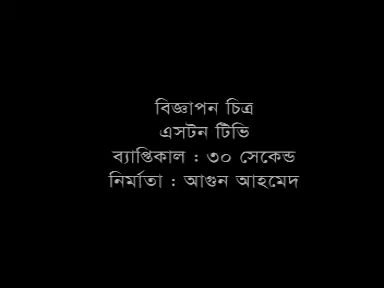 বিজ্ঞাপন চিত্র
এসটন টিভি
ব্যাপ্তিকাল : ৩০ সেকেন্ড
নির্মাতা : আগুন আহমেদ